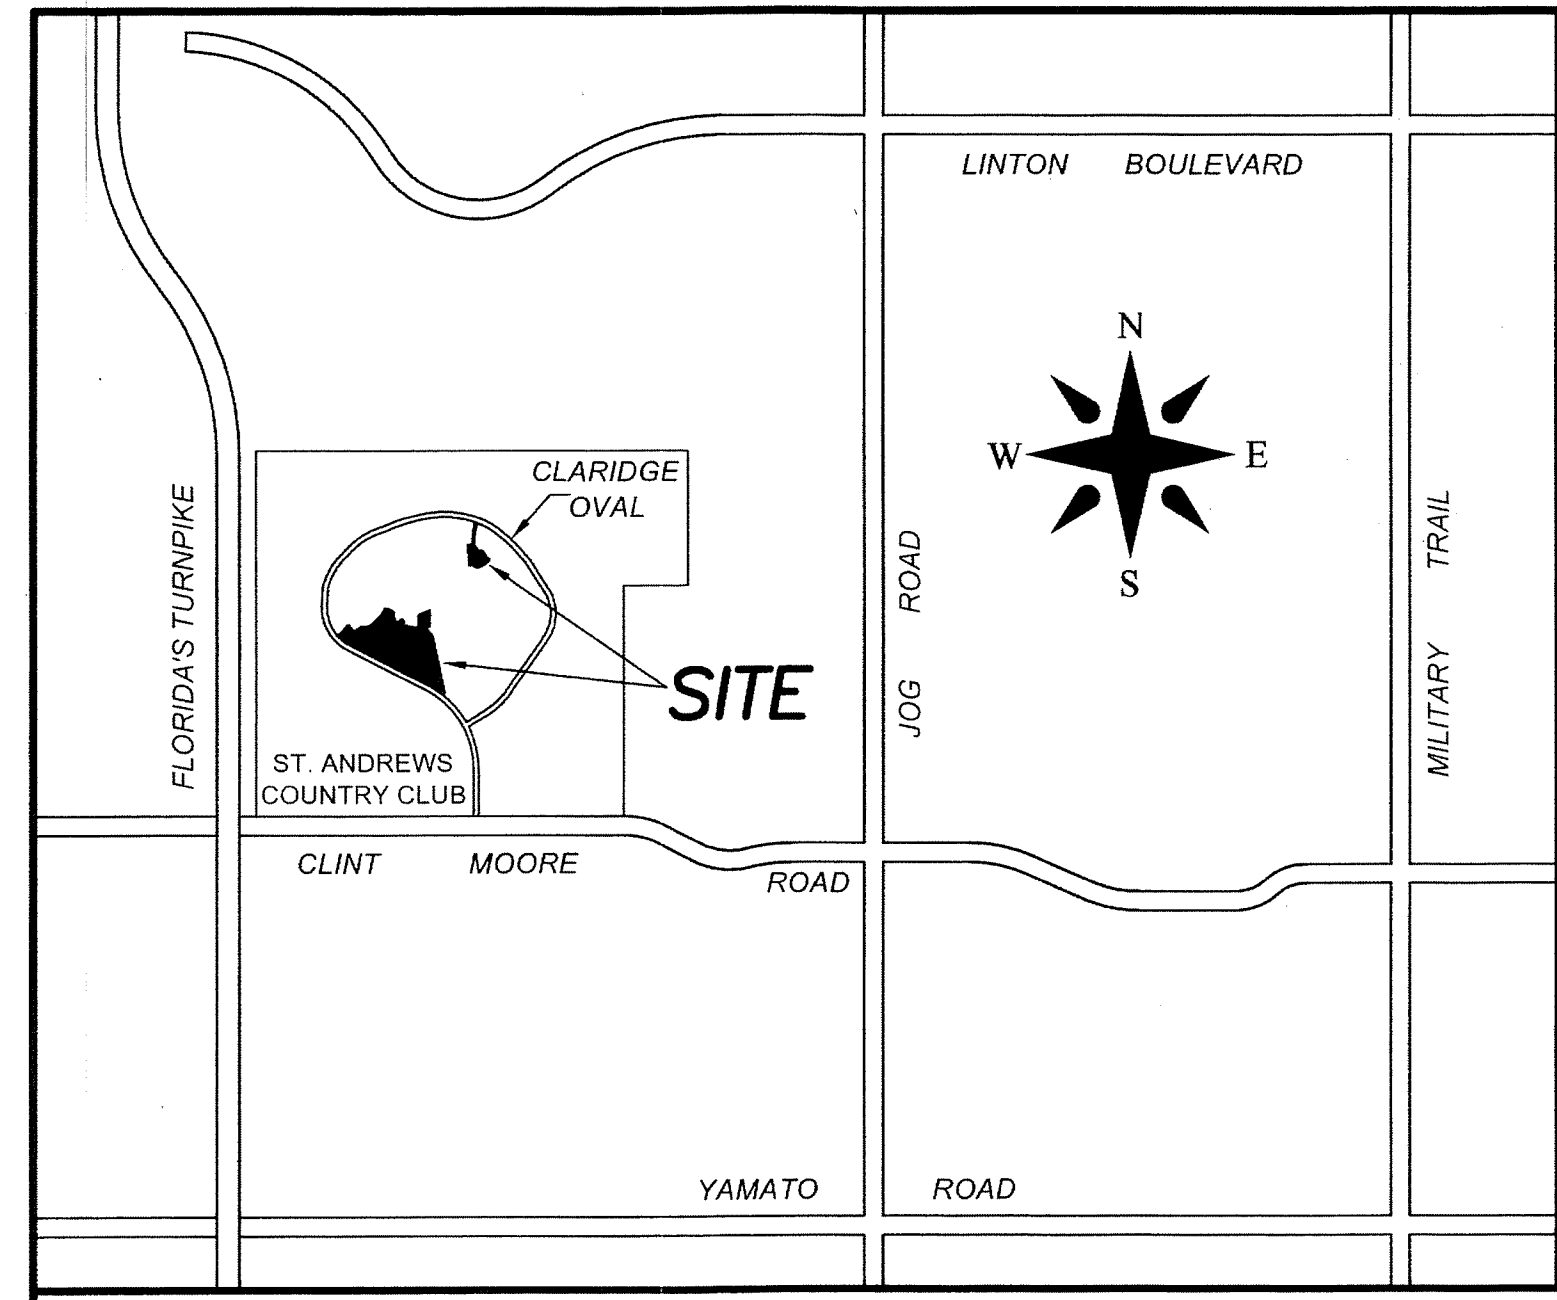 LINTON BOULEVARD
N
W E
S
CLARIDGE
OVAL
FLORIDA'S TURNPIKE
JOG ROAD
MILITARY TRAIL
SITE
ST. ANDREWS
COUNTRY CLUB
CLINT MOORE
ROAD
YAMATO ROAD